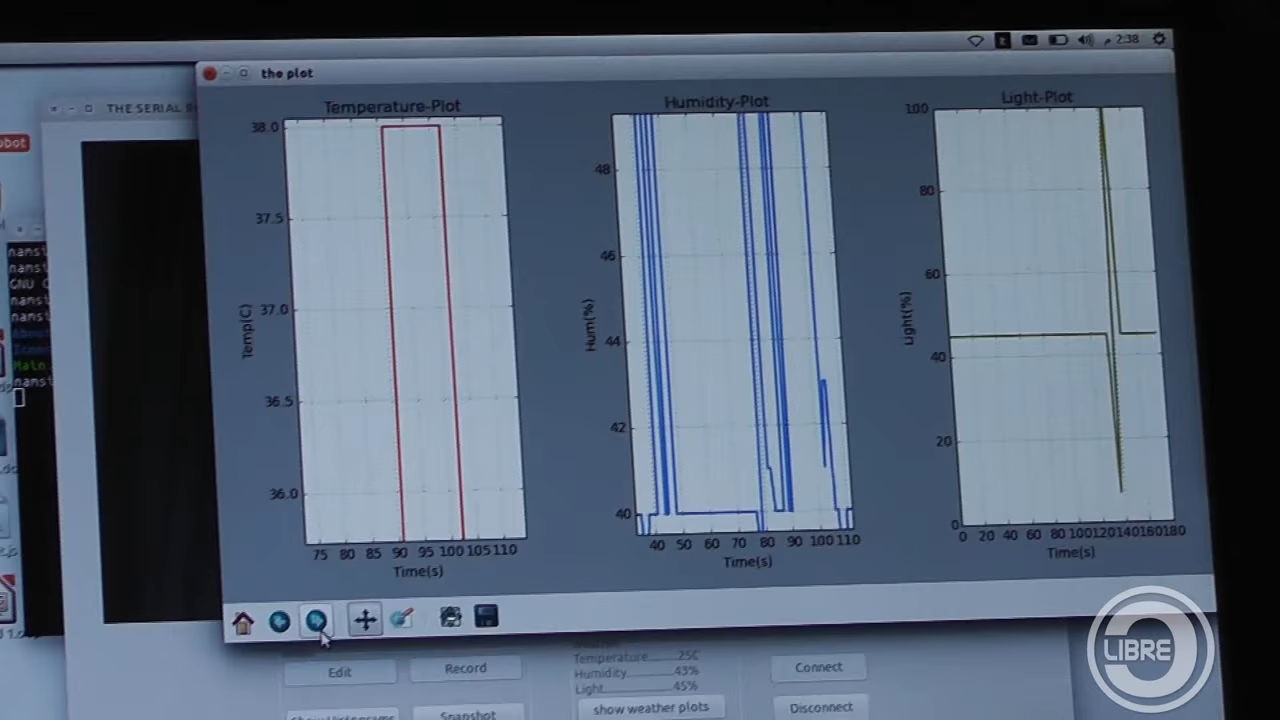 2:38
the plot
THE SERIAL
Temperature-Plot
Humidity-Plot
Light-Plot
38.0
37.5
37.0
36.5
36.0
Temp(C)
75 80 85 90 95 100 105 110
Time(s)
48
46
44
42
40
Hum(%)
40 50 60 70 80 90 100 110
Time(s)
100
80
60
40
20
0
Light(%)
0 20 40 60 80 100 120 140 160 180
Time(s)
Edit
Record
Snapshot
Temperature.......25C
Humidity..............43%
Light....................45%
show weather plots
Connect
Disconnect
LIBRE